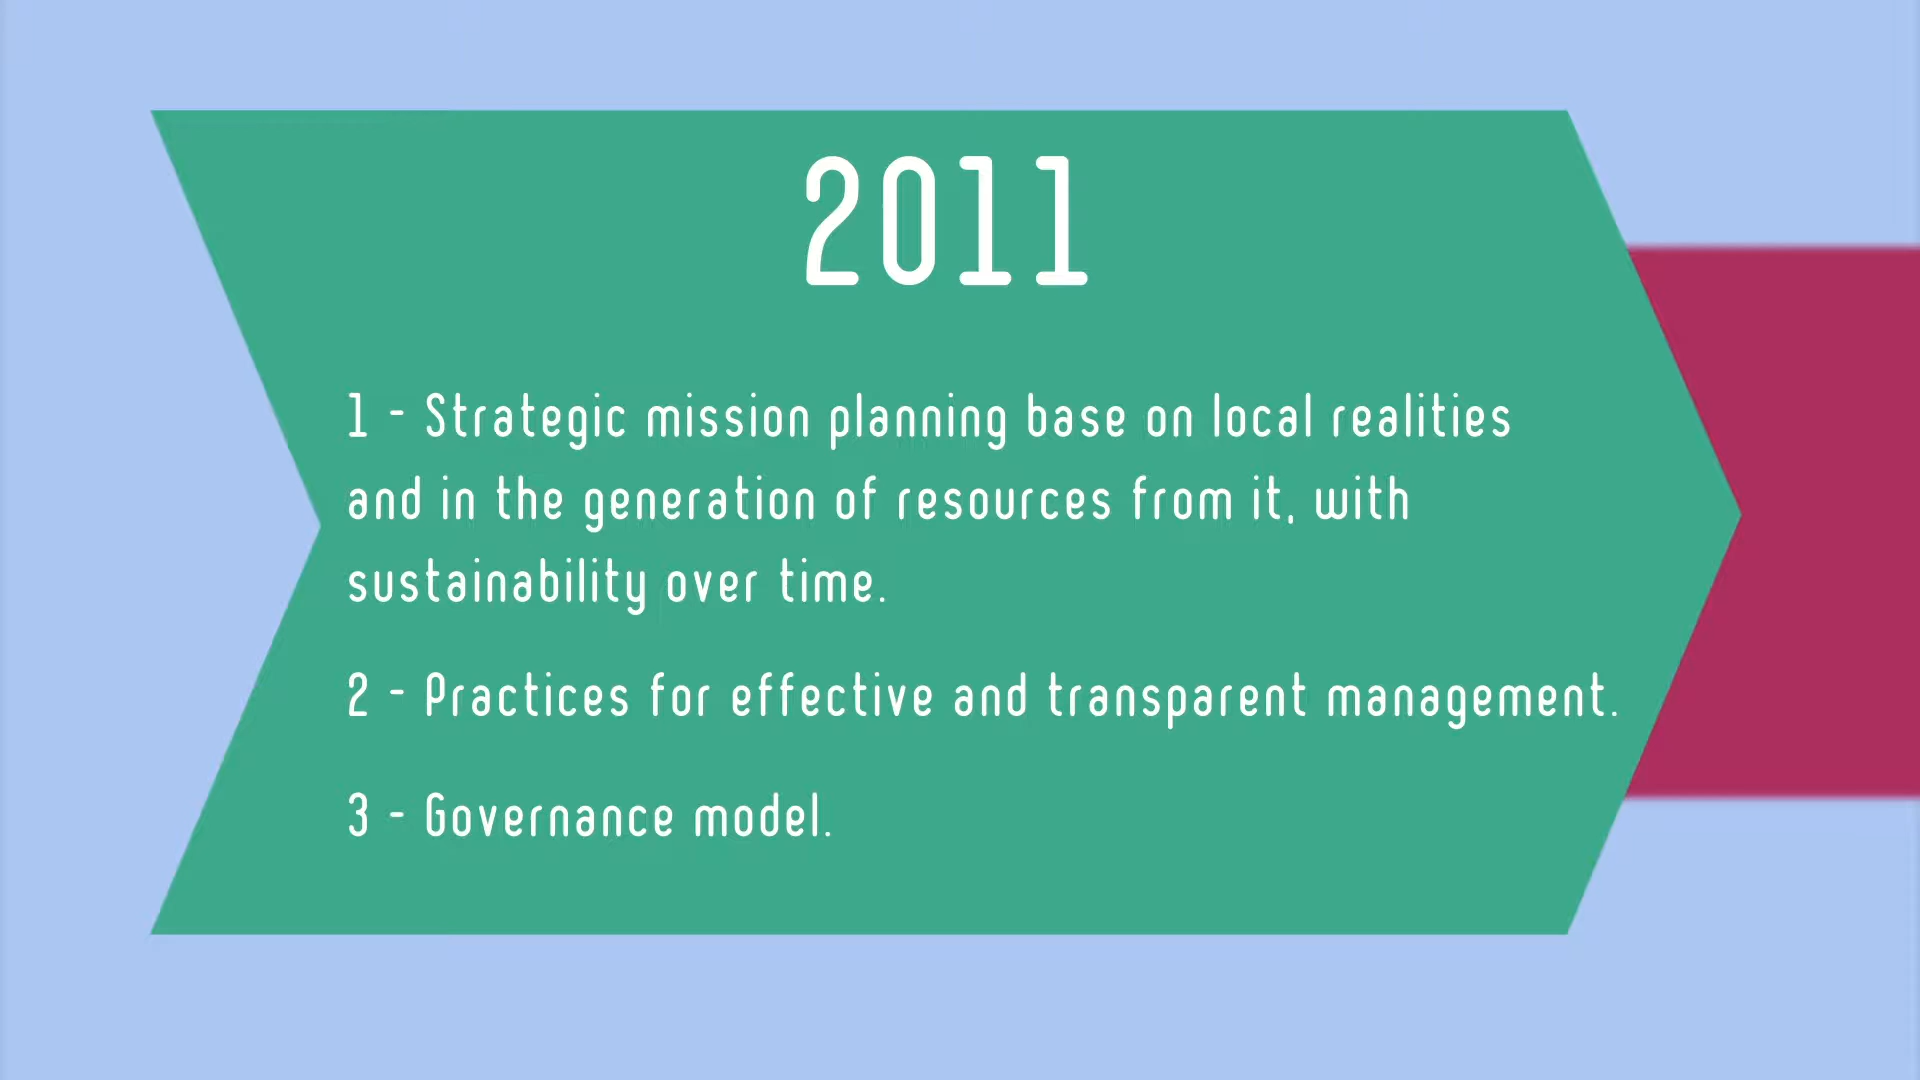 2011
1 - Strategic mission planning base on local realities
and in the generation of resources from it, with
sustainability over time.
2 - Practices for effective and transparent management.
3 - Governance model.